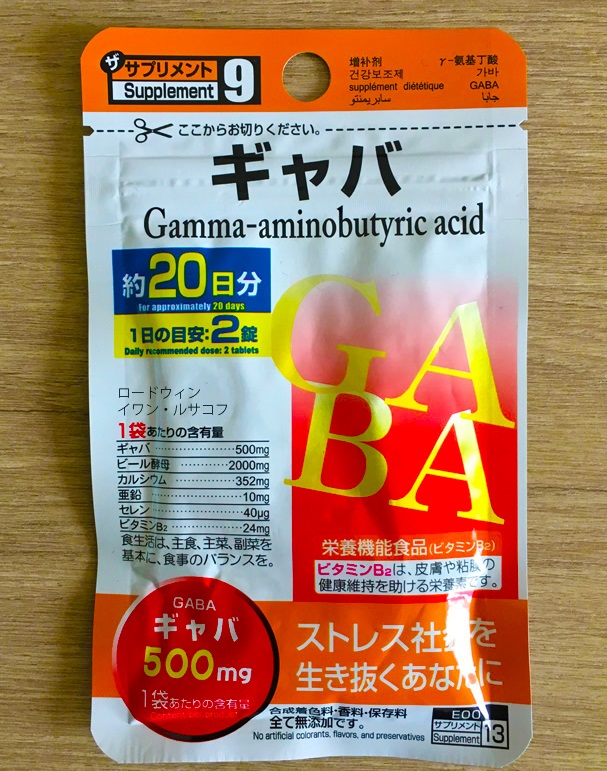 ザ サプリメント
Supplement 9
増补剂 γ-氨基丁酸
건강보조제 가바
supplément diététique GABA
سابريمنتو جابا
ここからお切りください。
ギャバ
Gamma-aminobutyric acid
約20日分
For approximately 20 days
1日の目安:2錠
Daily recommended dose: 2 tablets
GABA
ロードウィン
イワン・ルサコフ
1袋あたりの含有量
ギャバ 500mg
ビール酵母 2000mg
カルシウム 352mg
亜鉛 10mg
セレン 40μg
ビタミンB₂ 24mg
食生活は、主食、主菜、副菜を
基本に、食事のバランスを。
栄養機能食品(ビタミンB₂)
ビタミンB₂は、皮膚や粘膜の
健康維持を助ける栄養素です。
GABA
ギャバ
500mg
1袋あたりの含有量
ストレス社会を
生き抜くあなたに
合成着色料・香料・保存料
全て無添加です。
No artificial colorants, flavors, and preservatives
EOO
サプリメント
Supplement 13